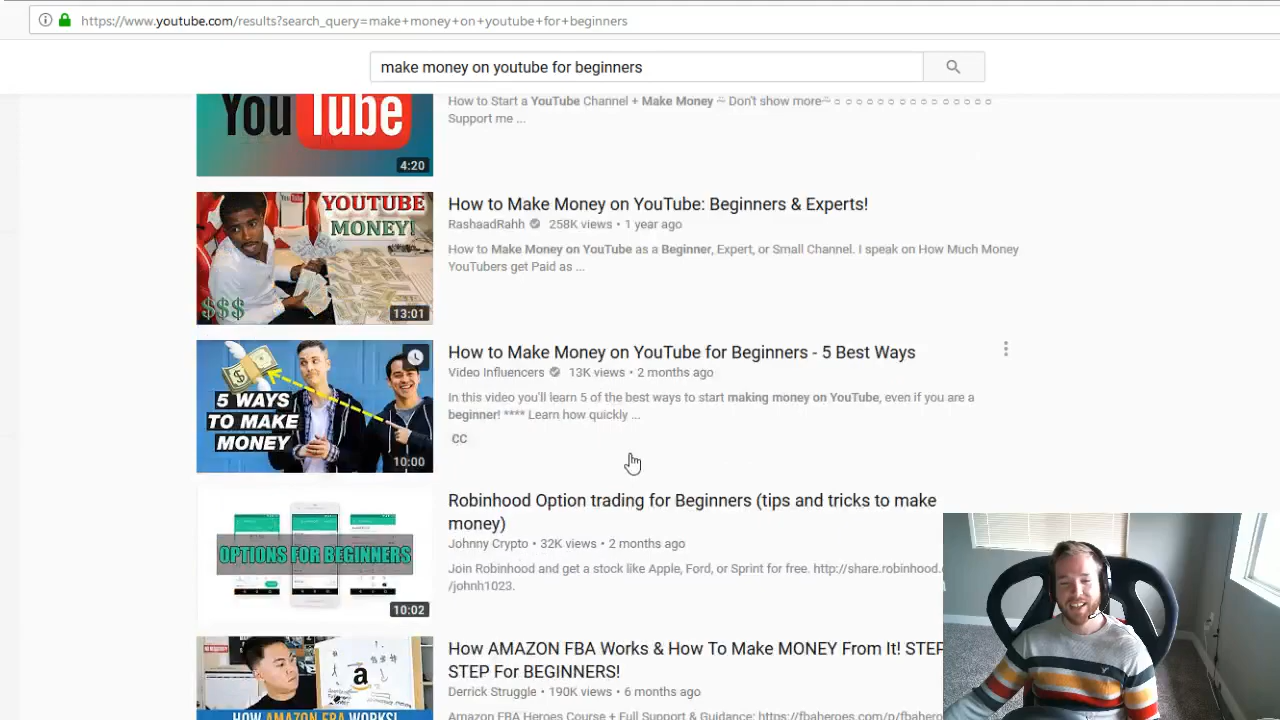 https://www.youtube.com/results?search_query=make+money+on+youtube+for+beginners
make money on youtube for beginners
You Tube
4:20
How to Start a YouTube Channel + Make Money ~ Don't show more~
Support me ...
YOUTUBE
MONEY!
$$$
13:01
How to Make Money on YouTube: Beginners & Experts!
RashaadRahh 258K views • 1 year ago
How to Make Money on YouTube as a Beginner, Expert, or Small Channel. I speak on How Much Money
YouTubers get Paid as ...
5 WAYS
TO MAKE
MONEY
10:00
How to Make Money on YouTube for Beginners - 5 Best Ways
Video Influencers 13K views • 2 months ago
In this video you'll learn 5 of the best ways to start making money on YouTube, even if you are a
beginner! **** Learn how quickly ...
CC
OPTIONS FOR BEGINNERS
10:02
Robinhood Option trading for Beginners (tips and tricks to make
money)
Johnny Crypto • 32K views • 2 months ago
Join Robinhood and get a stock like Apple, Ford, or Sprint for free. http://share.robinhood.
/johnh1023.
a
HOW AMAZON FBA WORKS!
How AMAZON FBA Works & How To Make MONEY From It! STEP
STEP For BEGINNERS!
Derrick Struggle • 190K views • 6 months ago
Amazon FBA Heroes Course + Full Support & Guidance: https://fbaheroes.com/p/fbahero